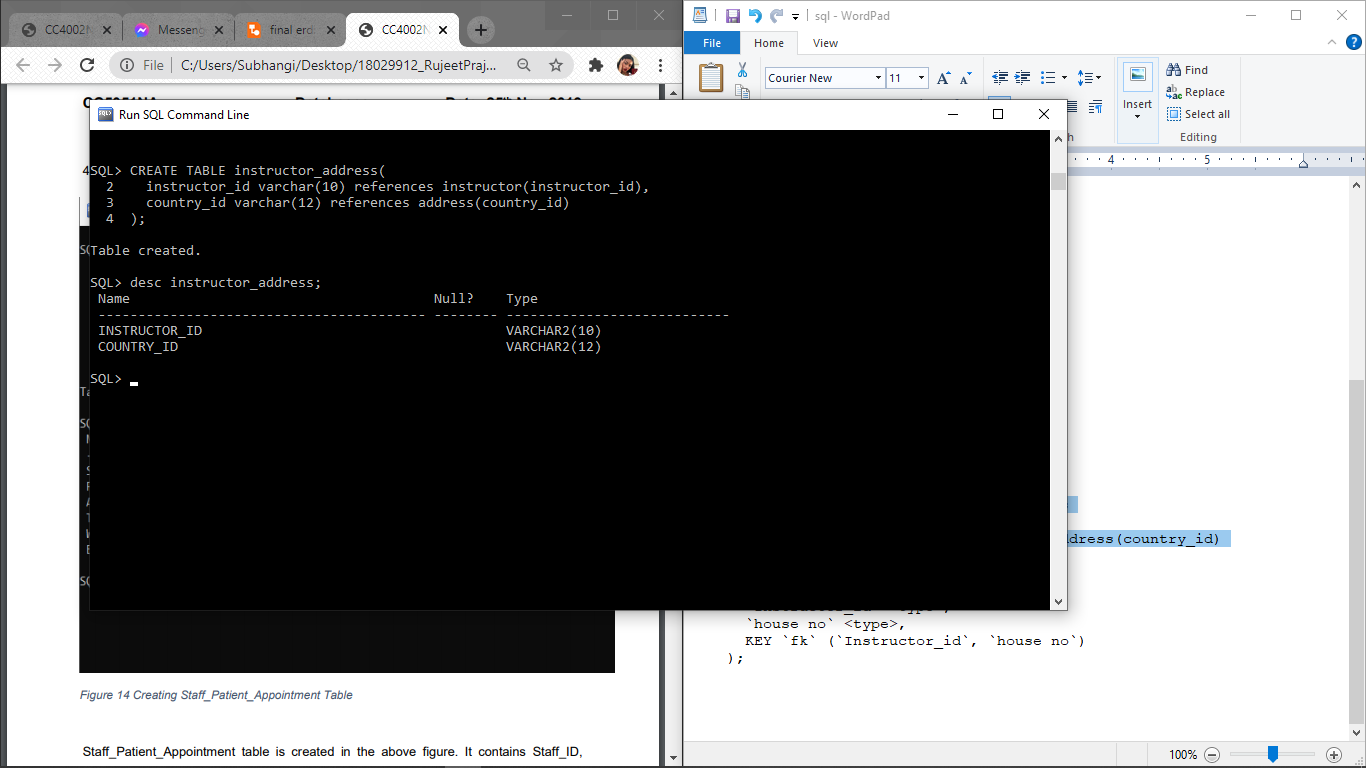 CC4002N
Messeng
final erd.
CC4002N
File
C:/Users/Subhangi/Desktop/18029912_RujeetPraj...
sql - WordPad
File
Home
View
Courier New
11
Insert
Find
Replace
Select all
Editing
4
5
Run SQL Command Line
SQL> CREATE TABLE instructor_address(
2 instructor_id varchar(10) references instructor(instructor_id),
3 country_id varchar(12) references address(country_id)
4 );
Table created.
SQL> desc instructor_address;
Name Null? Type
----------------------------------------- -------- ----------------------------
INSTRUCTOR_ID VARCHAR2(10)
COUNTRY_ID VARCHAR2(12)
SQL>
Figure 14 Creating Staff_Patient_Appointment Table
Staff_Patient_Appointment table is created in the above figure. It contains Staff_ID,
dress(country_id)
`house no` <type>,
KEY `fk` (`Instructor_id`, `house no`)
);
100%